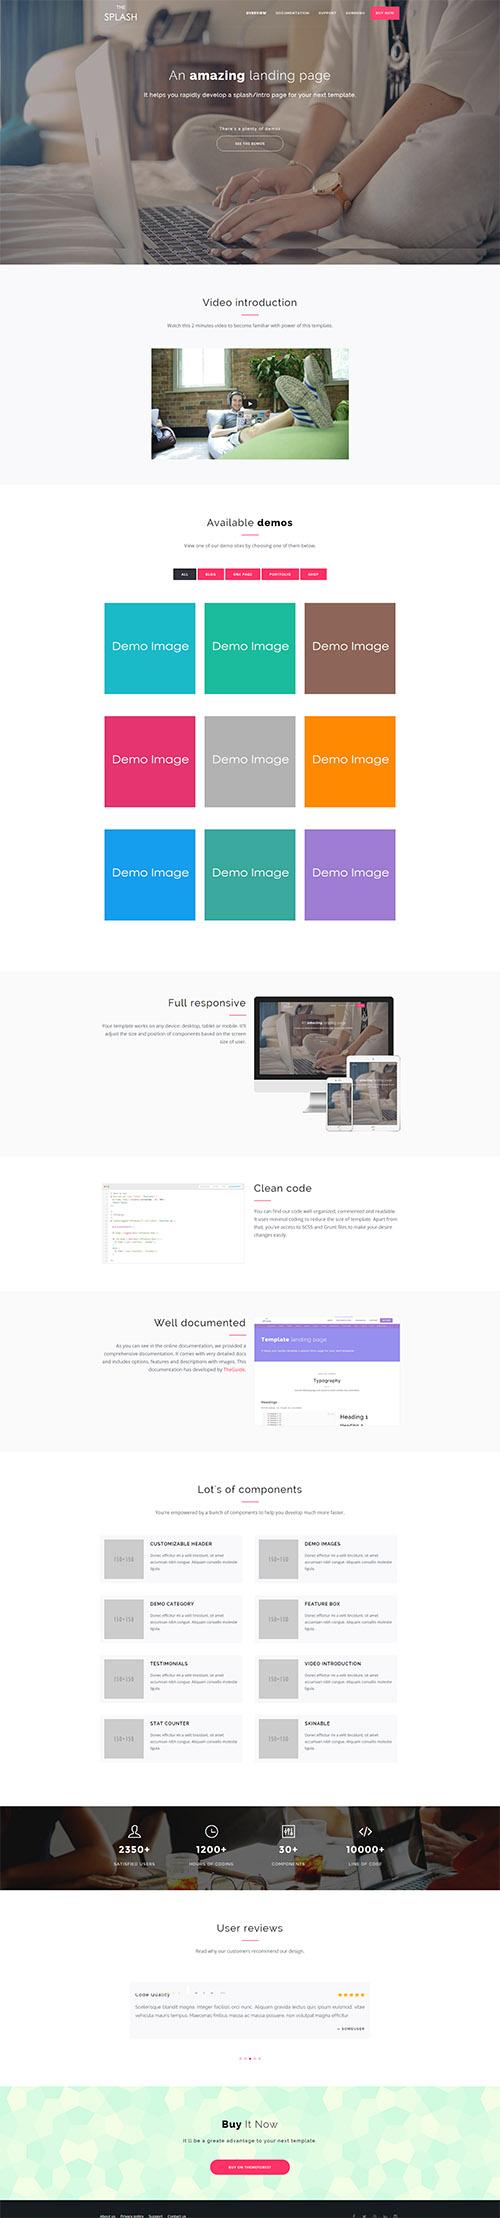 THE
SPLASH
OVERVIEW DOCUMENTATION SUPPORT BUY NOW
An amazing landing page
It helps you rapidly develop a splash/intro page for your next template.
There's a plenty of demos
SEE THE DEMOS
Video introduction
Watch this 2 minutes video to become familiar with power of this template.
Available demos
View one of our demo sites by choosing one of them below.
ALL BLOG ONE PAGE PORTFOLIO SHOP
Demo Image Demo Image Demo Image
Demo Image Demo Image Demo Image
Demo Image Demo Image Demo Image
Full responsive
Your template works on any device: desktop, tablet or mobile. It'll
adjust the size and position of components based on the screen
size of user.
Clean code
You can find our code well organized, commented and readable.
It uses minimal coding to reduce the size of template. Apart from
that, you've access to SCSS and Grunt files to make your desire
changes easily.
Well documented
As you can see in the online documentation, we provided a
comprehensive documentation. It comes with very detailed docs
and includes options, features and descriptions with images. This
documentation has developed by TheGuide.
Template landing page
Typography
Headings
Heading 1
Lot's of components
You're empowered by a bunch of components to help you develop much more faster.
150×150
CUSTOMIZABLE HEADER
Donec efficitur mi a velit tincidunt, sit amet
accumsan nibh congue. Aliquam convallis molestie
ligula.
150×150
DEMO IMAGES
Donec efficitur mi a velit tincidunt, sit amet
accumsan nibh congue. Aliquam convallis molestie
ligula.
150×150
DEMO CATEGORY
Donec efficitur mi a velit tincidunt, sit amet
accumsan nibh congue. Aliquam convallis molestie
ligula.
150×150
FEATURE BOX
Donec efficitur mi a velit tincidunt, sit amet
accumsan nibh congue. Aliquam convallis molestie
ligula.
150×150
TESTIMONIALS
Donec efficitur mi a velit tincidunt, sit amet
accumsan nibh congue. Aliquam convallis molestie
ligula.
150×150
VIDEO INTRODUCTION
Donec efficitur mi a velit tincidunt, sit amet
accumsan nibh congue. Aliquam convallis molestie
ligula.
150×150
STAT COUNTER
Donec efficitur mi a velit tincidunt, sit amet
accumsan nibh congue. Aliquam convallis molestie
ligula.
150×150
SKINABLE
Donec efficitur mi a velit tincidunt, sit amet
accumsan nibh congue. Aliquam convallis molestie
ligula.
2350+ 1200+ 30+ 10000+
SATISFIED USERS HOURS OF CODING COMPONENTS LINE OF CODE
User reviews
Read why our customers recommend our design.
Code Quality
Scelerisque blandit magna. Integer facilisis orci nunc. Aliquam gravida lectus quis ipsum euismod, vitae
vehicula mauris tempus. Maecenas finibus massa ac massa posuere, non volutpat magna efficitur.
— SOMEUSER
Buy It Now
It'll be a greate advantage to your next template.
BUY ON THEMEFOREST
About us Privacy policy Support Contact us